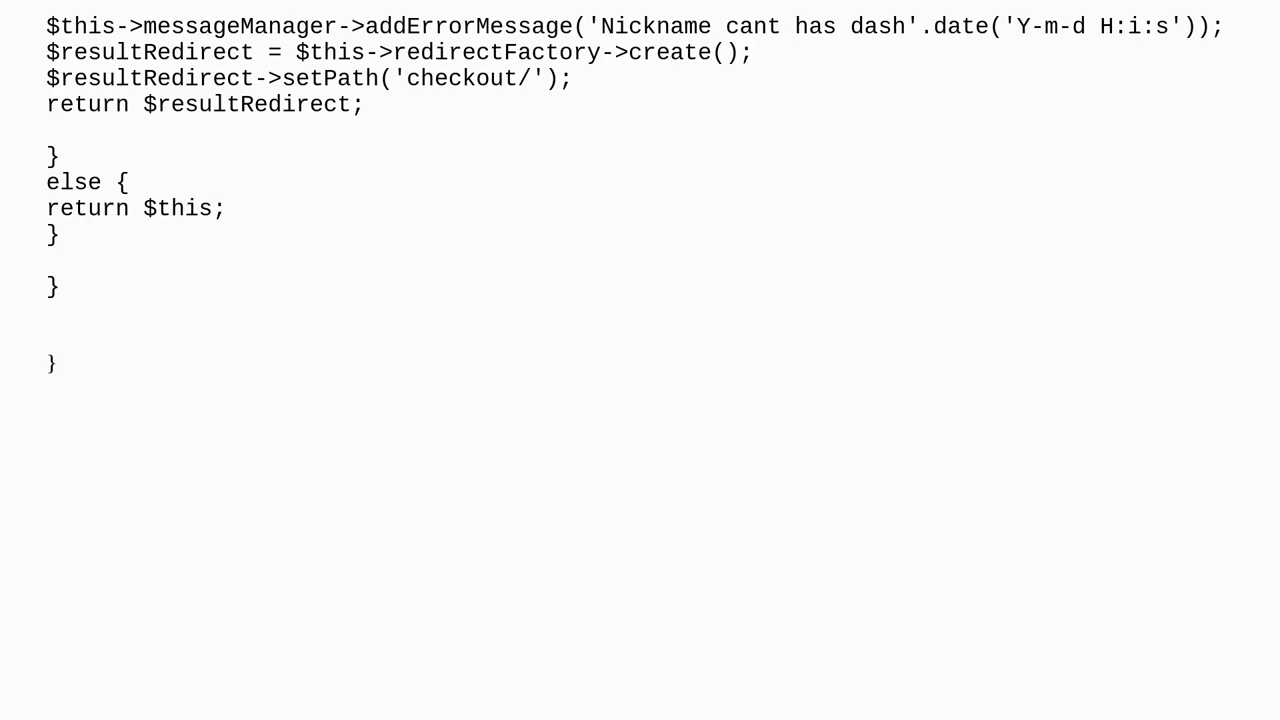 $this->messageManager->addErrorMessage('Nickname cant has dash'.date('Y-m-d H:i:s'));
$resultRedirect = $this->redirectFactory->create();
$resultRedirect->setPath('checkout/');
return $resultRedirect;
}
else {
return $this;
}
}
}